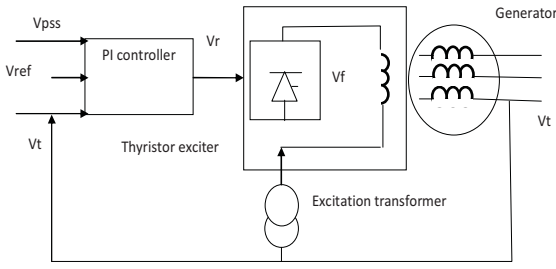 Generator
Vpss
PI controller
Vr
Vref
Vf
Vt
Vt
Thyristor exciter
Excitation transformer